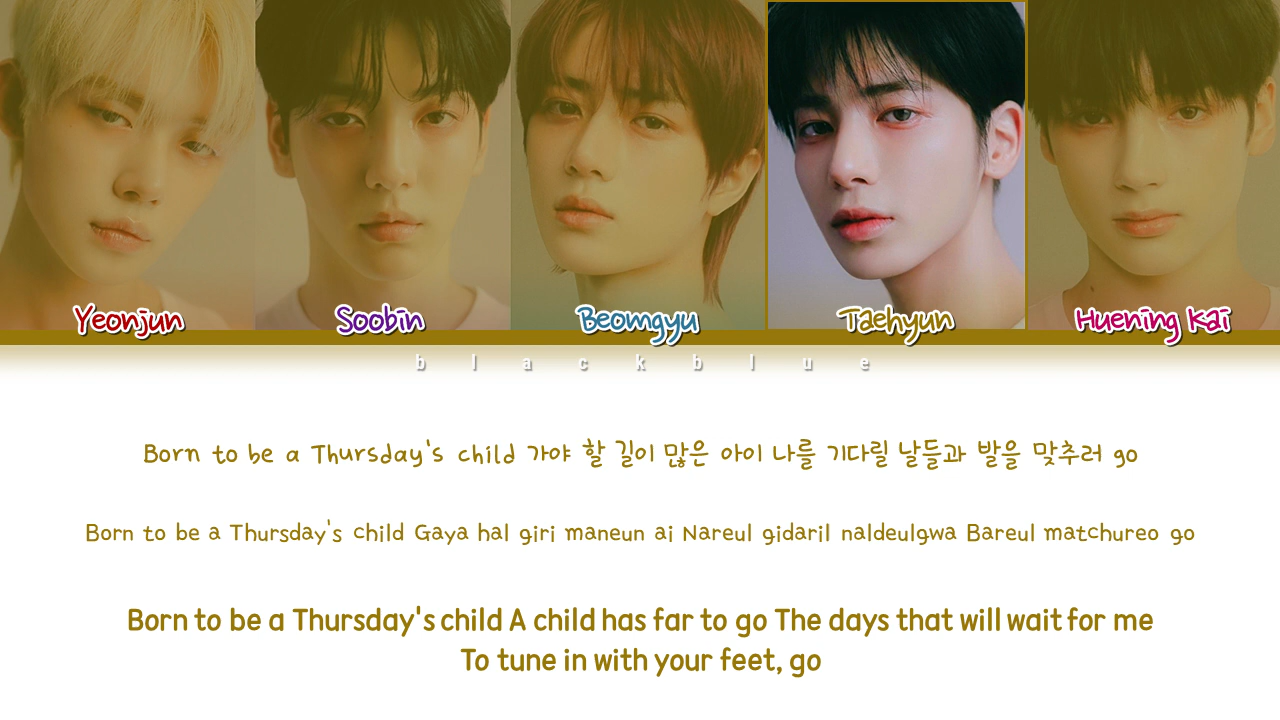 Yeonjun Soobin Beomgyu Taehyun Huening Kai
b l a c k b l u e
Born to be a Thursday's child 가야 할 길이 많은 아이 나를 기다릴 날들과 발을 맞추러 go
Born to be a Thursday's child Gaya hal giri maneun ai Nareul gidaril naldeulgwa Bareul matchureo go
Born to be a Thursday's child A child has far to go The days that will wait for me
To tune in with your feet, go